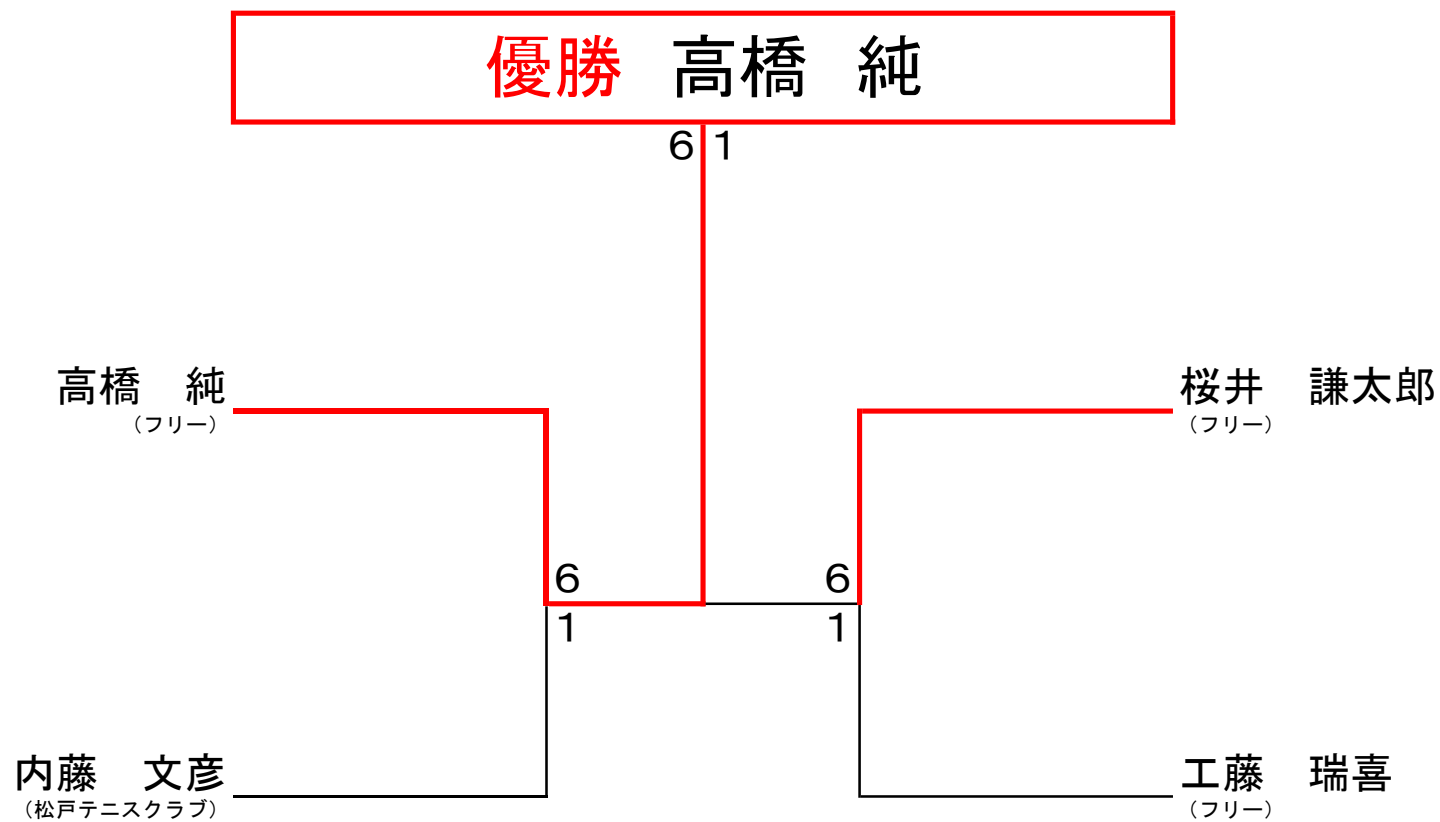 優勝　高橋　純
6 1
高橋　純
（フリー）
桜井　謙太郎
（フリー）
6
1
6
1
内藤　文彦
（松戸テニスクラブ）
工藤　瑞喜
（フリー）